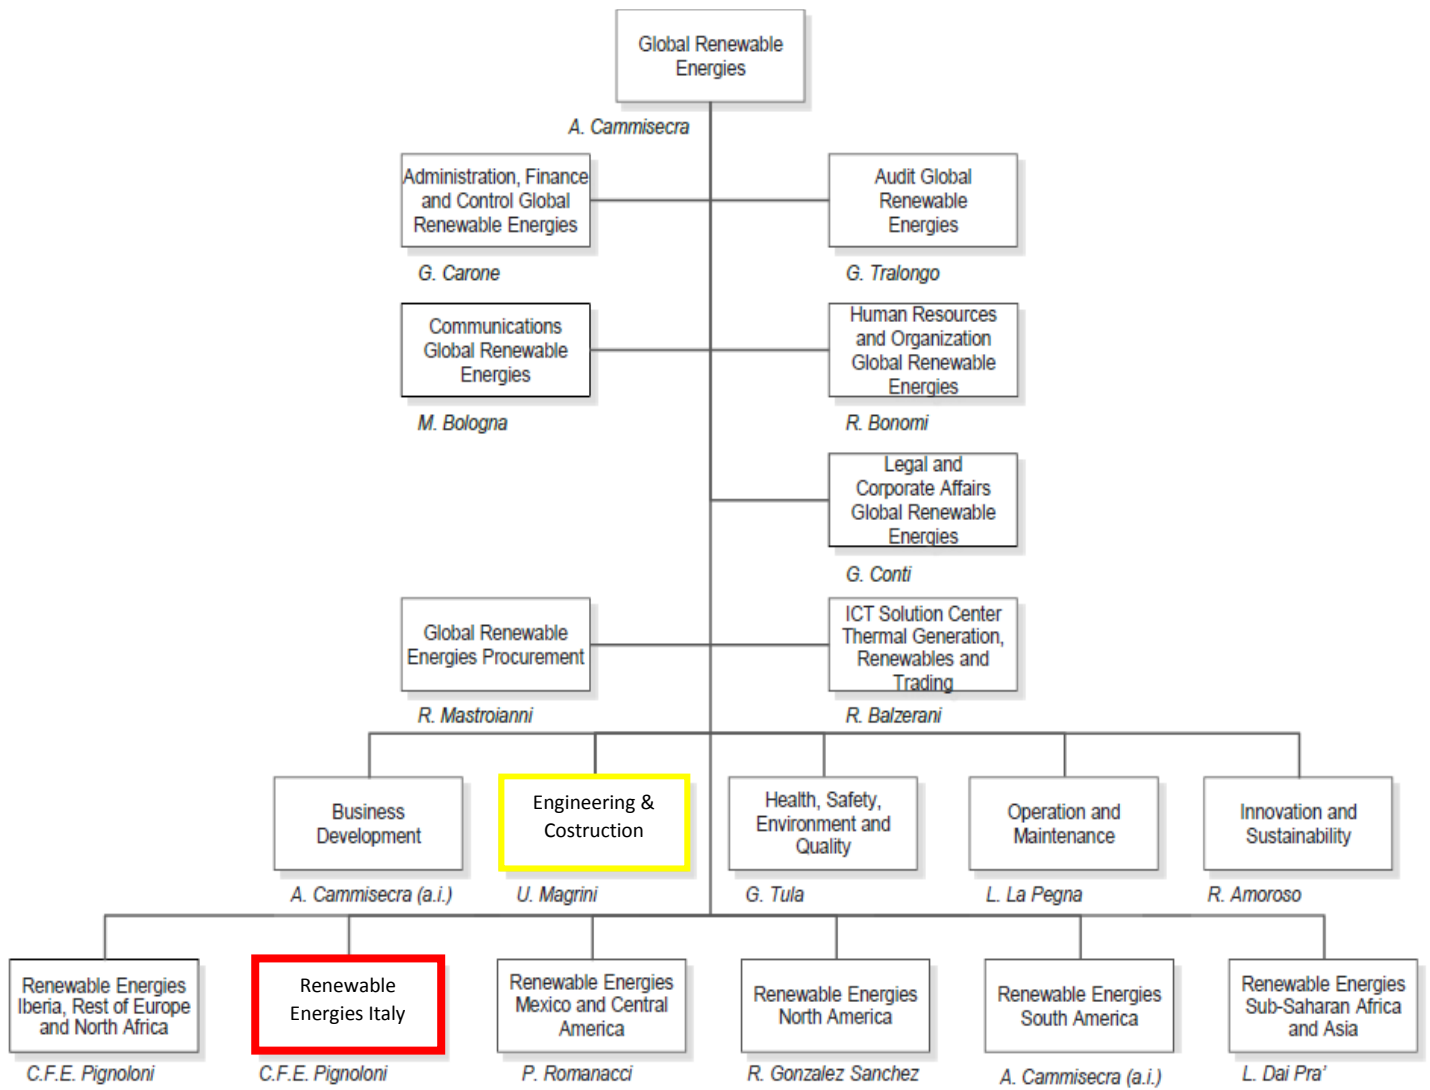 Global Renewable
Energies
A. Cammisecra
Administration, Finance
and Control Global
Renewable Energies
G. Carone
Audit Global
Renewable
Energies
G. Tralongo
Communications
Global Renewable
Energies
M. Bologna
Human Resources
and Organization
Global Renewable
Energies
R. Bonomi
Legal and
Corporate Affairs
Global Renewable
Energies
G. Conti
Global Renewable
Energies Procurement
R. Mastroianni
ICT Solution Center
Thermal Generation,
Renewables and
Trading
R. Balzerani
Business
Development
A. Cammisecra (a.i.)
Engineering &
Costruction
U. Magrini
Health, Safety,
Environment and
Quality
G. Tula
Operation and
Maintenance
L. La Pegna
Innovation and
Sustainability
R. Amoroso
Renewable Energies
Iberia, Rest of Europe
and North Africa
C.F.E. Pignoloni
Renewable
Energies Italy
C.F.E. Pignoloni
Renewable Energies
Mexico and Central
America
P. Romanacci
Renewable Energies
North America
R. Gonzalez Sanchez
Renewable Energies
South America
A. Cammisecra (a.i.)
Renewable Energies
Sub-Saharan Africa
and Asia
L. Dai Pra'